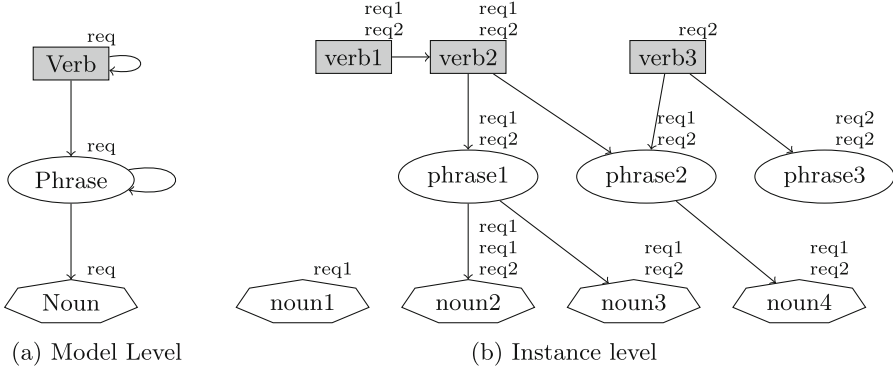 req
Verb
req
Phrase
req
Noun
(a) Model Level
req1
req2
verb1
req1
req2
verb2
req2
verb3
req1
req2
phrase1
req1
req2
phrase2
req2
req2
phrase3
req1
noun1
req1
req1
req2
noun2
req1
req2
noun3
req1
req2
noun4
(b) Instance level